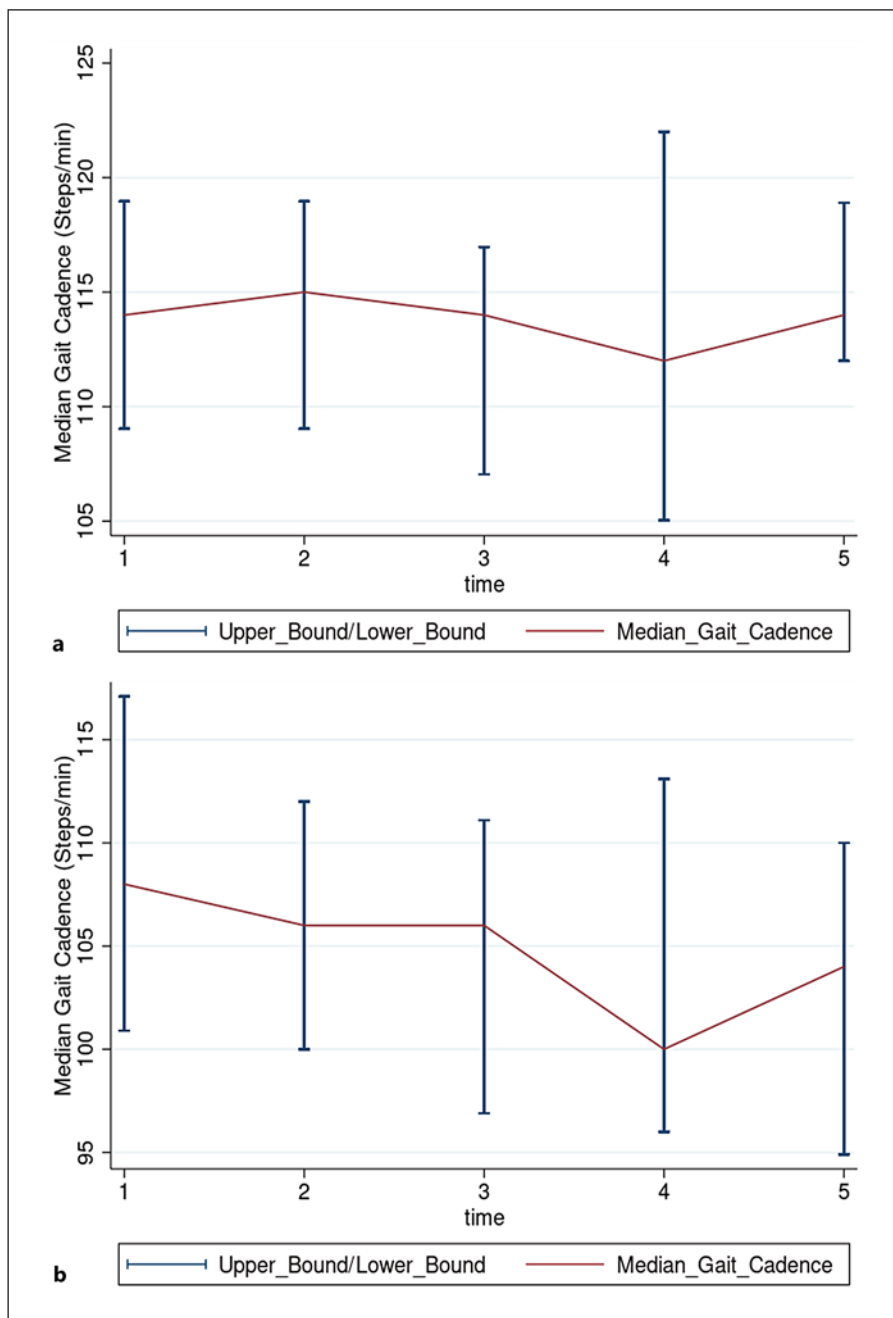 Median Gait Cadence (Steps/min)
125
120
115
110
105
1 2 3 4 5
time
Upper_Bound/Lower_Bound Median_Gait_Cadence
a
Median Gait Cadence (Steps/min)
115
110
105
100
95
1 2 3 4 5
time
Upper_Bound/Lower_Bound Median_Gait_Cadence
b